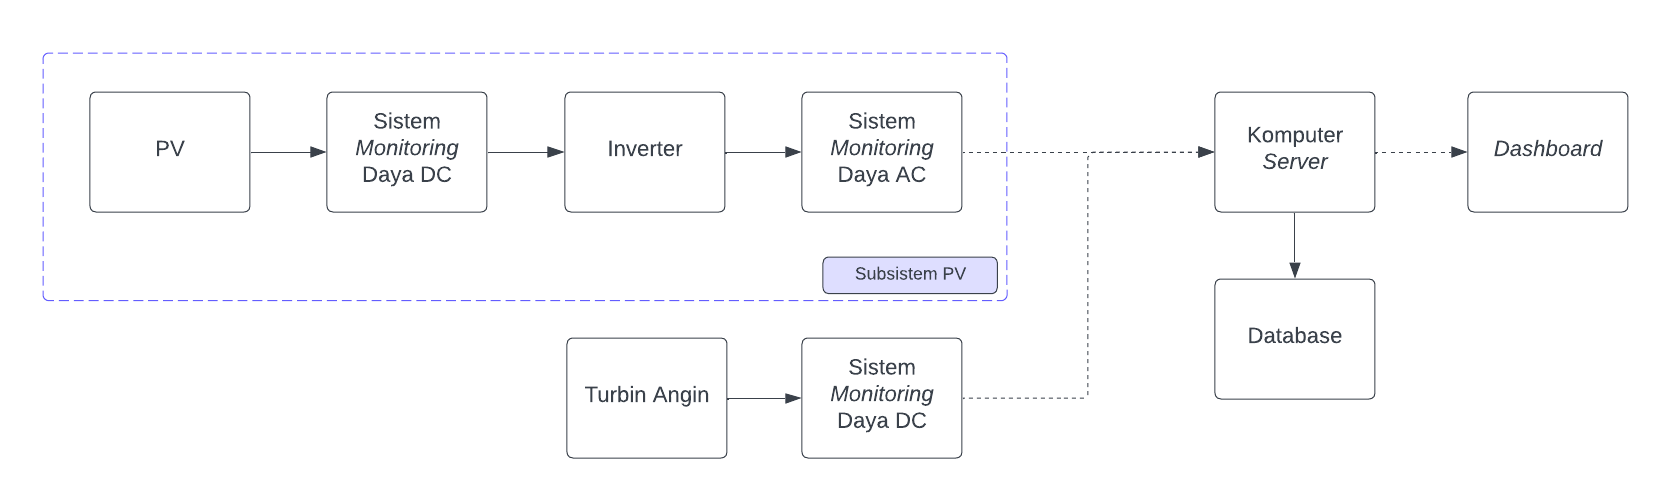 PV
Sistem
Monitoring
Daya DC
Inverter
Sistem
Monitoring
Daya AC
Komputer
Server
Dashboard
Subsistem PV
Database
Turbin Angin
Sistem
Monitoring
Daya DC